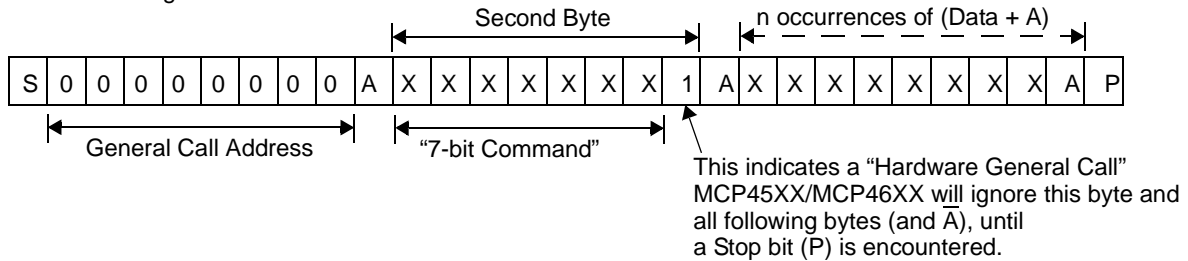 Second Byte n occurrences of (Data + A)
S 0 0 0 0 0 0 0 0 A X X X X X X X 1 A X X X X X X X X A P
General Call Address "7-bit Command"
This indicates a "Hardware General Call"
MCP45XX/MCP46XX will ignore this byte and
all following bytes (and A̅), until
a Stop bit (P) is encountered.